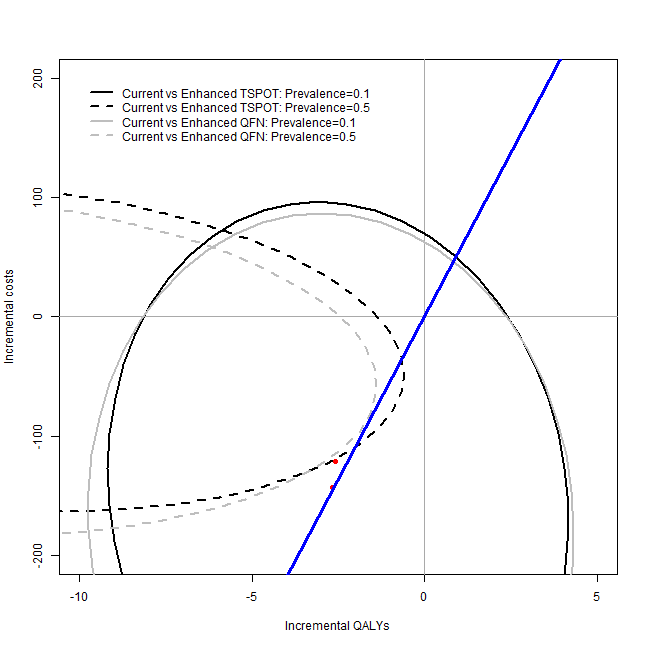 200
100
0
-100
-200
Incremental costs
Current vs Enhanced TSPOT: Prevalence=0.1
Current vs Enhanced TSPOT: Prevalence=0.5
Current vs Enhanced QFN: Prevalence=0.1
Current vs Enhanced QFN: Prevalence=0.5
-10 -5 0 5
Incremental QALYs